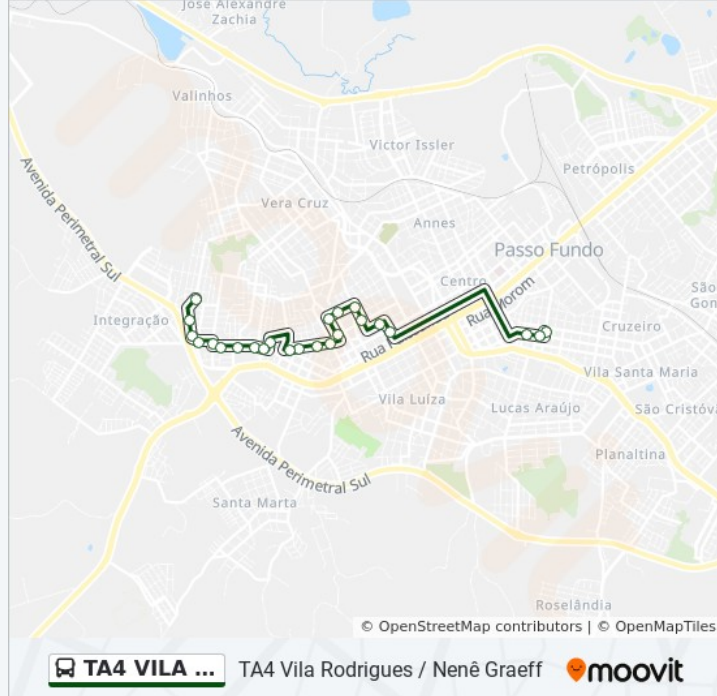 José Alexandre
Zachia
Valinhos
Victor Issler
Petrópolis
Avenida Perimetral Sul
Vera Cruz
Annes
Passo Fundo
Centro
São
Gon
Rua Morom
Integração
Cruzeiro
Rua
Vila Santa Maria
Vila Luíza
Lucas Araújo
São Cristóvã
Avenida Perimetral Sul
Planaltina
Santa Marta
Roselândia
© OpenStreetMap contributors | © OpenMapTiles
TA4 VILA ... TA4 Vila Rodrigues / Nenê Graeff moovit